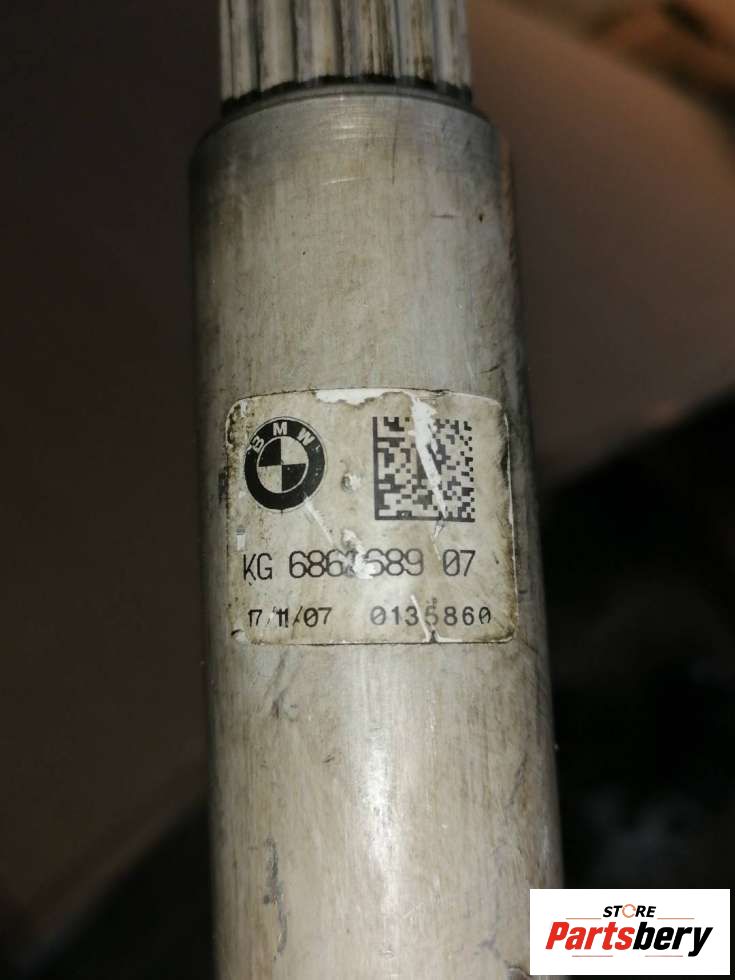 BMW
KG 07
17/11/07 0135860
STORE
Partsbery